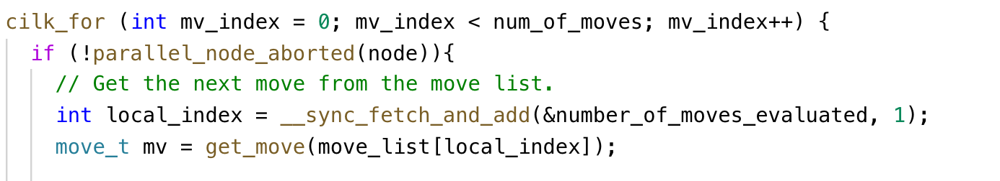 cilk_for (int mv_index = 0; mv_index < num_of_moves; mv_index++) {
if (!parallel_node_aborted(node)){
// Get the next move from the move list.
int local_index = __sync_fetch_and_add(&number_of_moves_evaluated, 1);
move_t mv = get_move(move_list[local_index]);